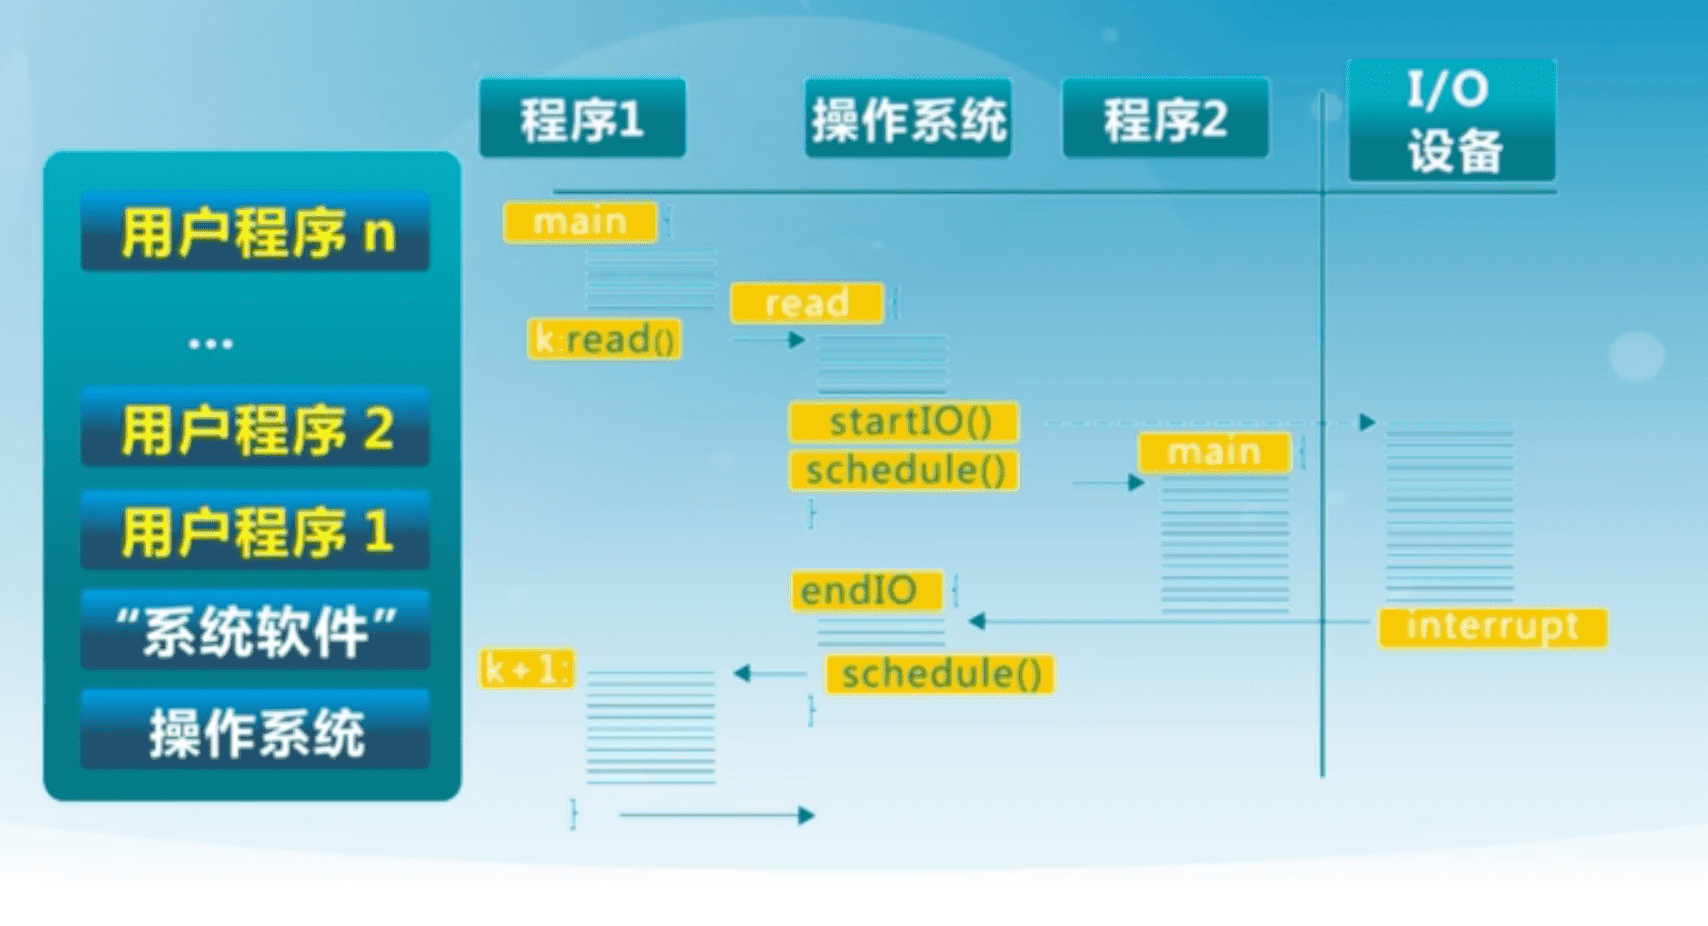 程序1
操作系统
程序2
I/O
设备
用户程序 n
...
用户程序 2
用户程序 1
“系统软件”
操作系统
main {
read {
k:read()
startIO()
schedule()
}
main {
endIO {
interrupt
k+1:
schedule()
}
}